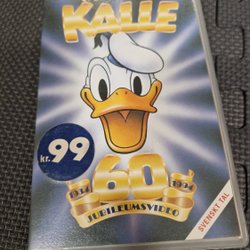 KALLE
kr.99
60
1934 1994
JUBILEUMSVIDEO
SVENSKT TAL